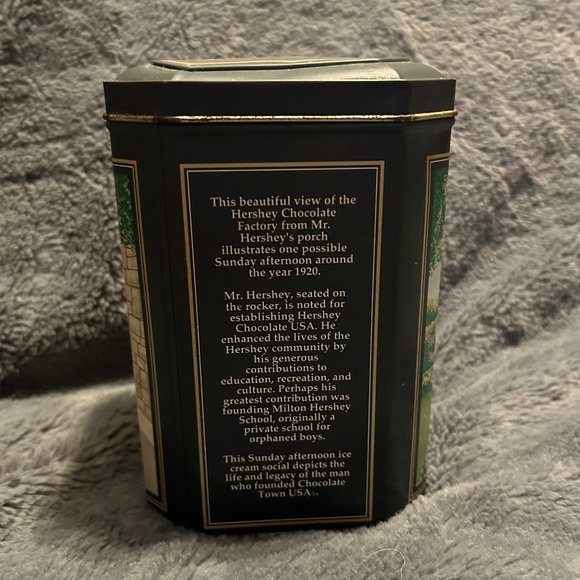 This beautiful view of the
Hershey Chocolate
Factory from Mr.
Hershey's porch
illustrates one possible
Sunday afternoon around
the year 1920.
Mr. Hershey, seated on
the rocker, is noted for
establishing Hershey
Chocolate USA. He
enhanced the lives of the
Hershey community by
his generous
contributions to
education, recreation, and
culture. Perhaps his
greatest contribution was
founding Milton Hershey
School, originally a
private school for
orphaned boys.
This Sunday afternoon ice
cream social depicts the
life and legacy of the man
who founded Chocolate
Town USA®.